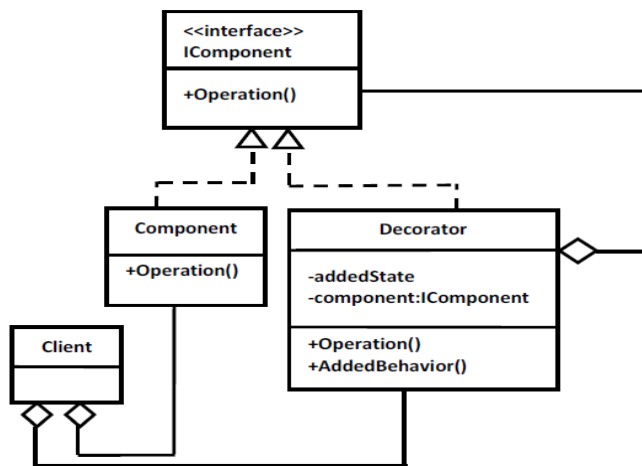 <<interface>>
IComponent
+Operation()
Component
+Operation()
Decorator
-addedState
-component:IComponent
+Operation()
+AddedBehavior()
Client